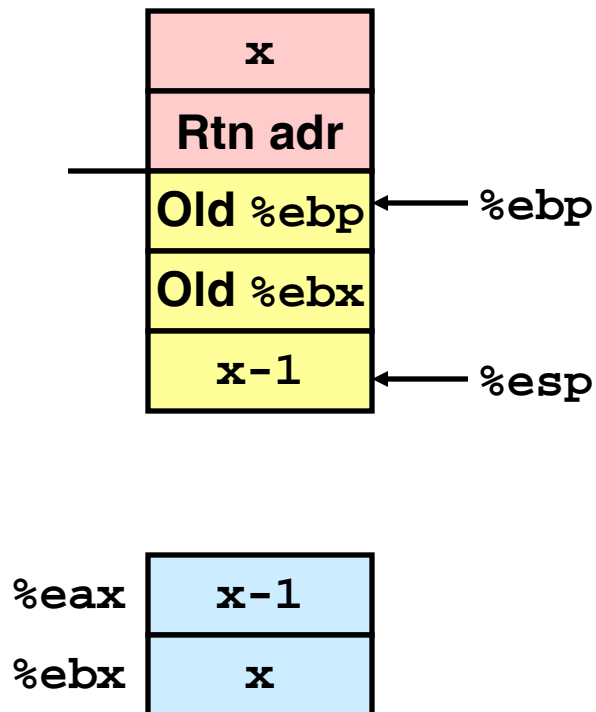 x
Rtn adr
Old %ebp %ebp
Old %ebx
x-1 %esp
%eax x-1
%ebx x